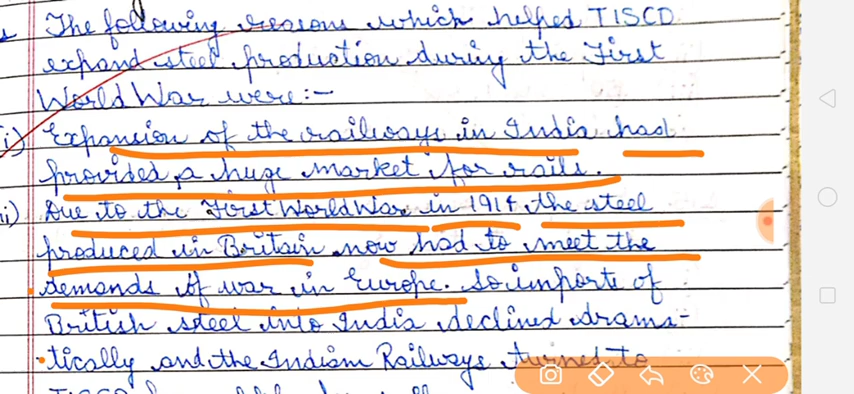 The following reasons which helped TISCO
expand steel production during the First
World War were :-
i) Expansion of the railways in India had
provided a huge market for rails.
ii) Due to the First World War in 1914 the steel
produced in Britain now had to meet the
demands of war in Europe. So imports of
British steel into India declined drama-
tically and the Indian Railways turned to
TISCO